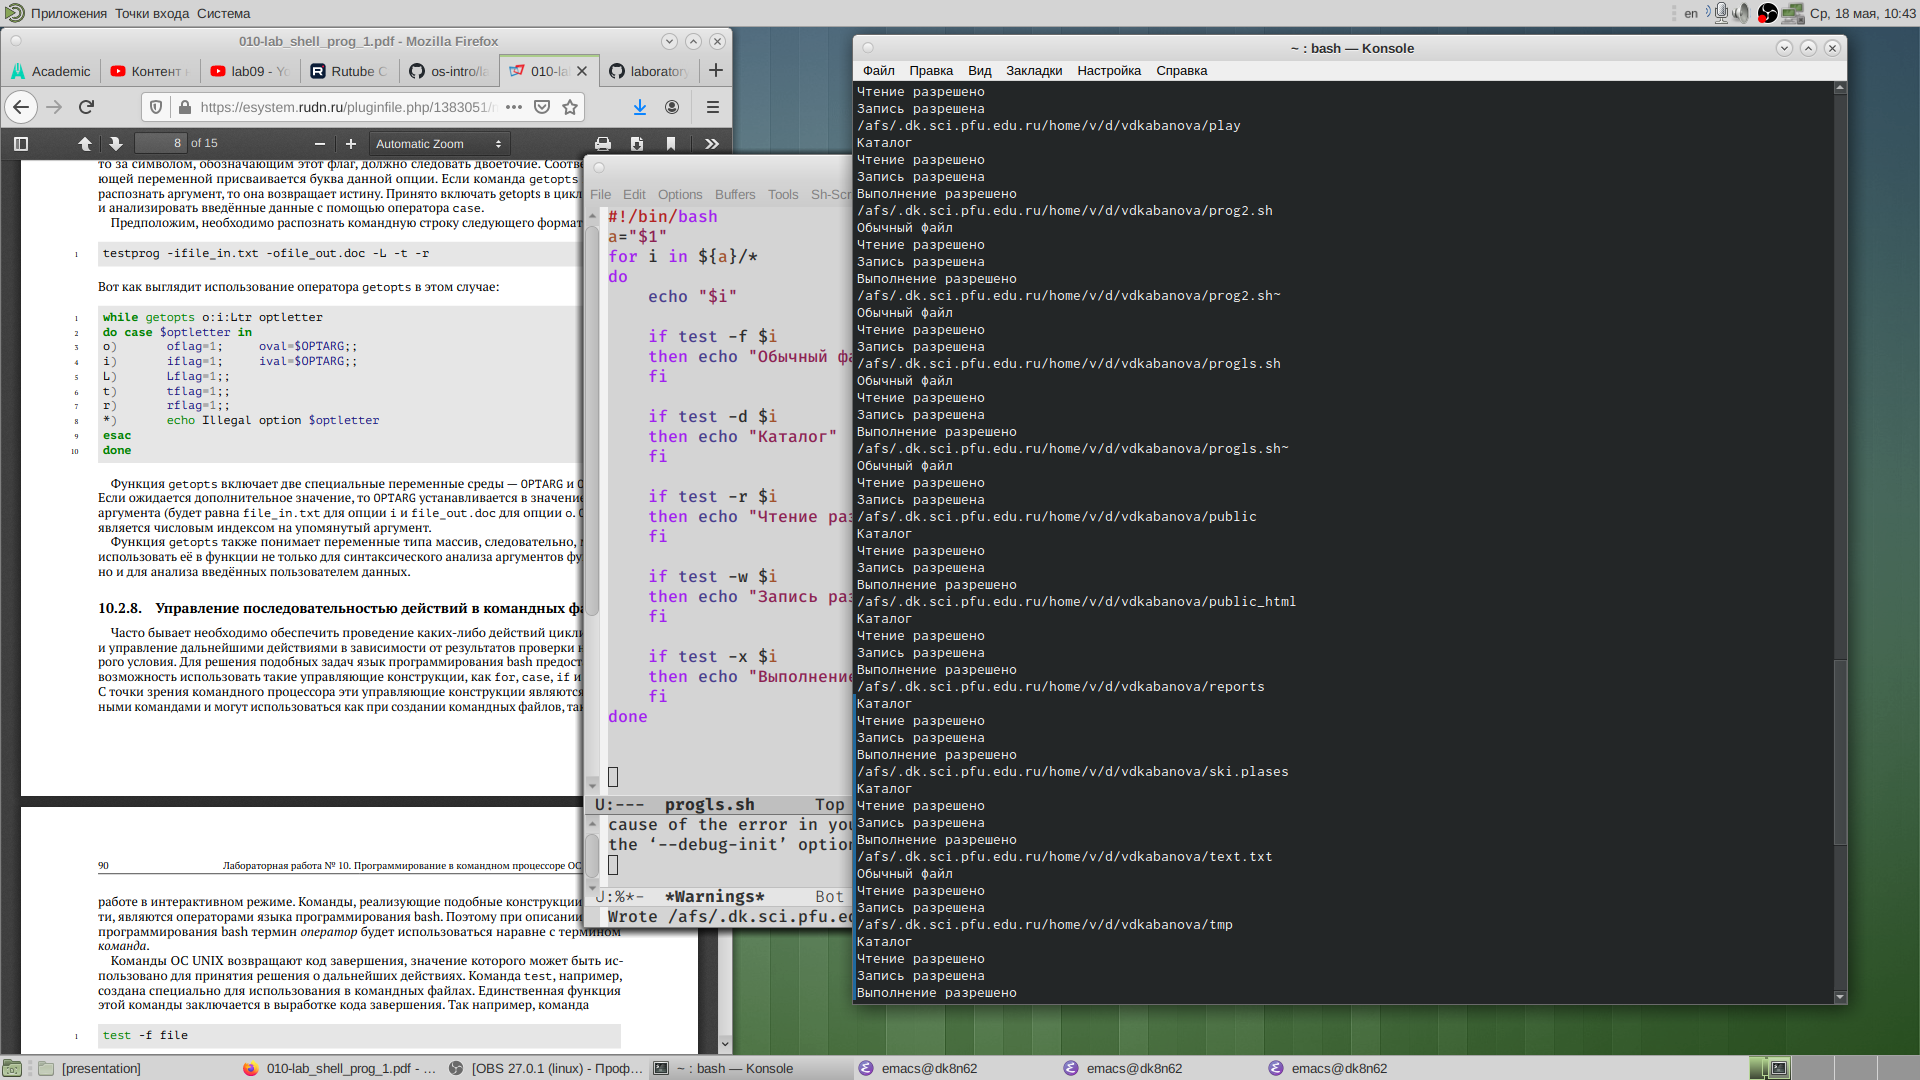 Приложения Точки входа Система
en
Ср, 18 мая, 10:43
010-lab_shell_prog_1.pdf - Mozilla Firefox
Academic
Контент
lab09 - Yo
Rutube C
os-intro/la
010-la
laboratory
https://esystem.rudn.ru/pluginfile.php/1383051/
8 of 15
Automatic Zoom
то за символом, обозначающим этот флаг, должно следовать двоеточие. Соотве
ющей переменной присваивается буква данной опции. Если команда getopts
распознать аргумент, то она возвращает истину. Принято включать getopts в цикл
и анализировать введённые данные с помощью оператора case.
Предположим, необходимо распознать командную строку следующего формат
1 testprog -ifile_in.txt -ofile_out.doc -L -t -r
Вот как выглядит использование оператора getopts в этом случае:
1 while getopts o:i:Ltr optletter
2 do case $optletter in
3 o) oflag=1; oval=$OPTARG;;
4 i) iflag=1; ival=$OPTARG;;
5 L) Lflag=1;;
6 t) tflag=1;;
7 r) rflag=1;;
8 *) echo Illegal option $optletter
9 esac
10 done
Функция getopts включает две специальные переменные среды — OPTARG и O
Если ожидается дополнительное значение, то OPTARG устанавливается в значение
аргумента (будет равна file_in.txt для опции i и file_out.doc для опции o. O
является числовым индексом на упомянутый аргумент.
Функция getopts также понимает переменные типа массив, следовательно,
использовать её в функции не только для синтаксического анализа аргументов фу
но и для анализа введённых пользователем данных.
10.2.8. Управление последовательностью действий в командных фа
Часто бывает необходимо обеспечить проведение каких-либо действий цикли
и управление дальнейшими действиями в зависимости от результатов проверки н
рого условия. Для решения подобных задач язык программирования bash предост
возможность использовать такие управляющие конструкции, как for, case, if и
С точки зрения командного процессора эти управляющие конструкции являются
ными командами и могут использоваться как при создании командных файлов, так
90 Лабораторная работа № 10. Программирование в командном процессоре ОС
работе в интерактивном режиме. Команды, реализующие подобные конструкции
ти, являются операторами языка программирования bash. Поэтому при описании
программирования bash термин оператор будет использоваться наравне с термином
команда.
Команды ОС UNIX возвращают код завершения, значение которого может быть ис-
пользовано для принятия решения о дальнейших действиях. Команда test, например,
создана специально для использования в командных файлах. Единственная функция
этой команды заключается в выработке кода завершения. Так например, команда
1 test -f file
File Edit Options Buffers Tools Sh-Scr
#!/bin/bash
a="$1"
for i in ${a}/*
do
echo "$i"
if test -f $i
then echo "Обычный фа
fi
if test -d $i
then echo "Каталог"
fi
if test -r $i
then echo "Чтение раз
fi
if test -w $i
then echo "Запись раз
fi
if test -x $i
then echo "Выполнение
fi
done
U:--- progls.sh Top
cause of the error in you
the ‘--debug-init’ option
U:%*- *Warnings* Bot
Wrote /afs/.dk.sci.pfu.ed
~ : bash — Konsole
Файл Правка Вид Закладки Настройка Справка
Чтение разрешено
Запись разрешена
/afs/.dk.sci.pfu.edu.ru/home/v/d/vdkabanova/play
Каталог
Чтение разрешено
Запись разрешена
Выполнение разрешено
/afs/.dk.sci.pfu.edu.ru/home/v/d/vdkabanova/prog2.sh
Обычный файл
Чтение разрешено
Запись разрешена
Выполнение разрешено
/afs/.dk.sci.pfu.edu.ru/home/v/d/vdkabanova/prog2.sh~
Обычный файл
Чтение разрешено
Запись разрешена
/afs/.dk.sci.pfu.edu.ru/home/v/d/vdkabanova/progls.sh
Обычный файл
Чтение разрешено
Запись разрешена
Выполнение разрешено
/afs/.dk.sci.pfu.edu.ru/home/v/d/vdkabanova/progls.sh~
Обычный файл
Чтение разрешено
Запись разрешена
/afs/.dk.sci.pfu.edu.ru/home/v/d/vdkabanova/public
Каталог
Чтение разрешено
Запись разрешена
Выполнение разрешено
/afs/.dk.sci.pfu.edu.ru/home/v/d/vdkabanova/public_html
Каталог
Чтение разрешено
Запись разрешена
Выполнение разрешено
/afs/.dk.sci.pfu.edu.ru/home/v/d/vdkabanova/reports
Каталог
Чтение разрешено
Запись разрешена
Выполнение разрешено
/afs/.dk.sci.pfu.edu.ru/home/v/d/vdkabanova/ski.plases
Каталог
Чтение разрешено
Запись разрешена
Выполнение разрешено
/afs/.dk.sci.pfu.edu.ru/home/v/d/vdkabanova/text.txt
Обычный файл
Чтение разрешено
Запись разрешена
/afs/.dk.sci.pfu.edu.ru/home/v/d/vdkabanova/tmp
Каталог
Чтение разрешено
Запись разрешена
Выполнение разрешено
[presentation]
010-lab_shell_prog_1.pdf - ...
[OBS 27.0.1 (linux) - Проф...
~ : bash — Konsole
emacs@dk8n62
emacs@dk8n62
emacs@dk8n62